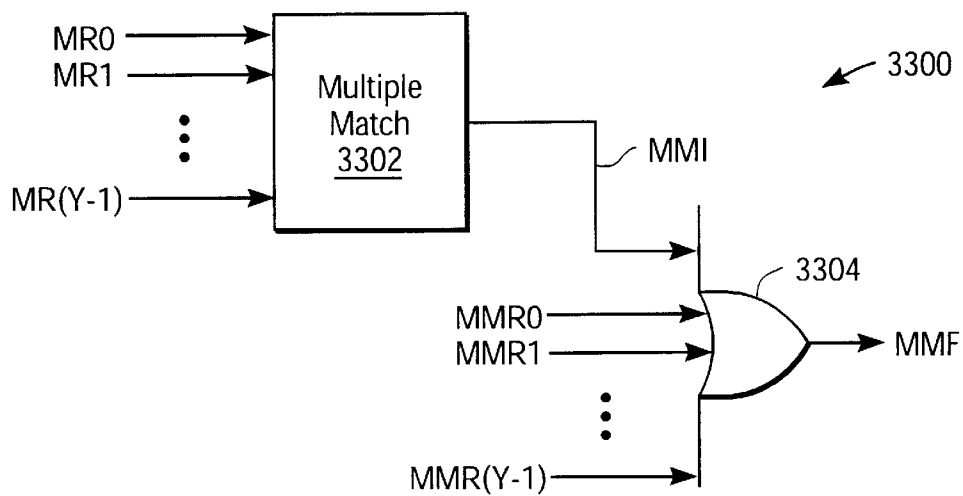 MR0
MR1
MR(Y-1)
Multiple
Match
3302
MMI
3300
3304
MMR0
MMR1
MMR(Y-1)
MMF